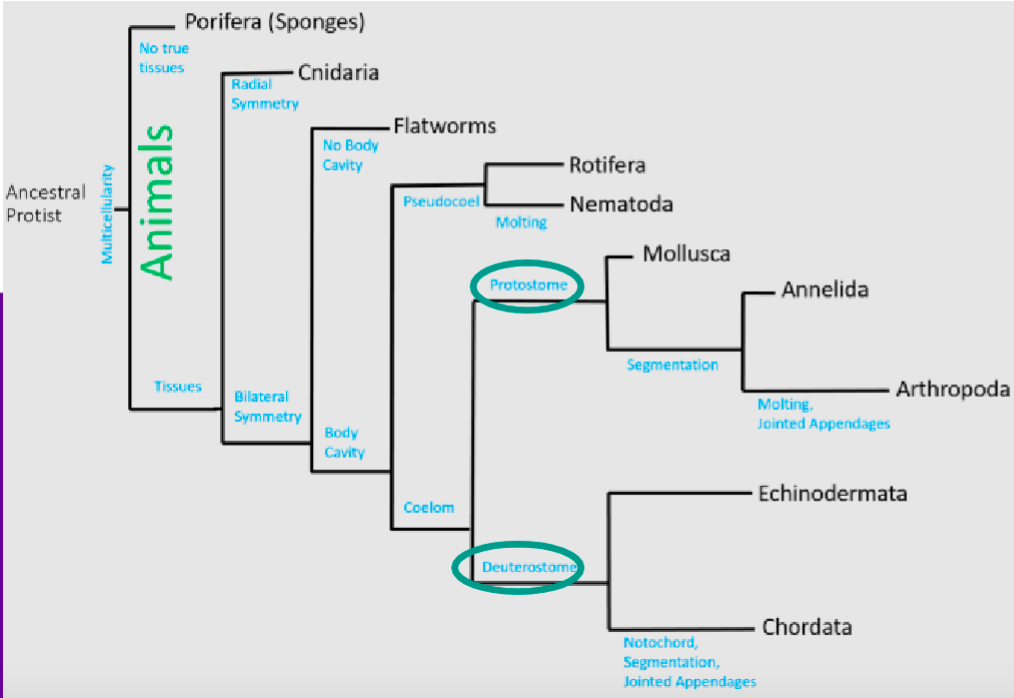 Porifera (Sponges)
No true
tissues
Cnidaria
Radial
Symmetry
Flatworms
No Body
Cavity
Rotifera
Pseudocoel
Nematoda
Molting
Ancestral
Protist
Multicellularity
Animals
Mollusca
Protostome
Annelida
Segmentation
Arthropoda
Molting,
Jointed Appendages
Tissues
Bilateral
Symmetry
Body
Cavity
Coelom
Echinodermata
Deuterostome
Chordata
Notochord,
Segmentation,
Jointed Appendages